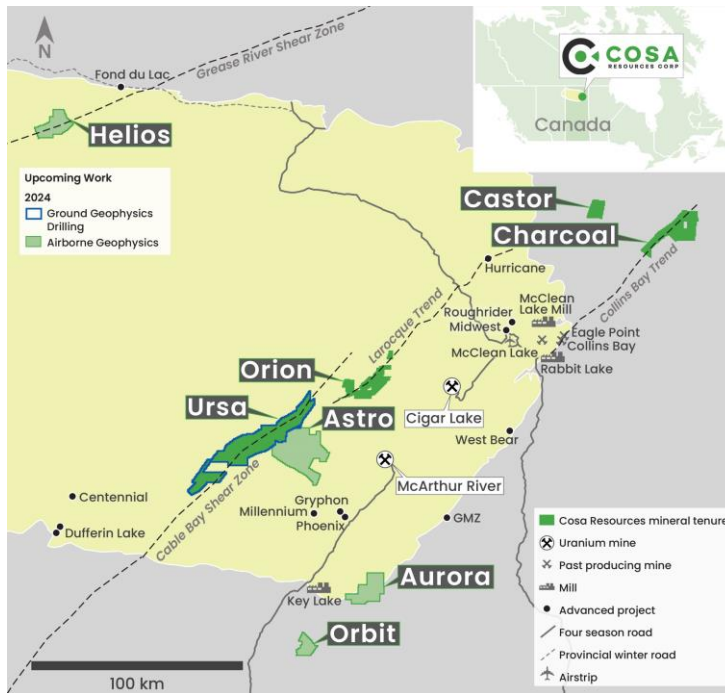 N
Fond du Lac
Grease River Shear Zone
COSA
RESOURCES CORP
Canada
Helios
Upcoming Work
2024
Ground Geophysics
Drilling
Airborne Geophysics
Castor
Charcoal
Collins Bay Trend
Hurricane
Larocque Trend
McClean
Lake Mill
Roughrider
Midwest
McClean Lake
Eagle Point
Collins Bay
Rabbit Lake
Orion
Ursa
Astro
Cigar Lake
West Bear
McArthur River
Cable Bay Shear Zone
Centennial
Dufferin Lake
Gryphon
Millennium
Phoenix
GMZ
Aurora
Key Lake
Orbit
100 km
Cosa Resources mineral tenure
Uranium mine
Past producing mine
Mill
Advanced project
Four season road
Provincial winter road
Airstrip